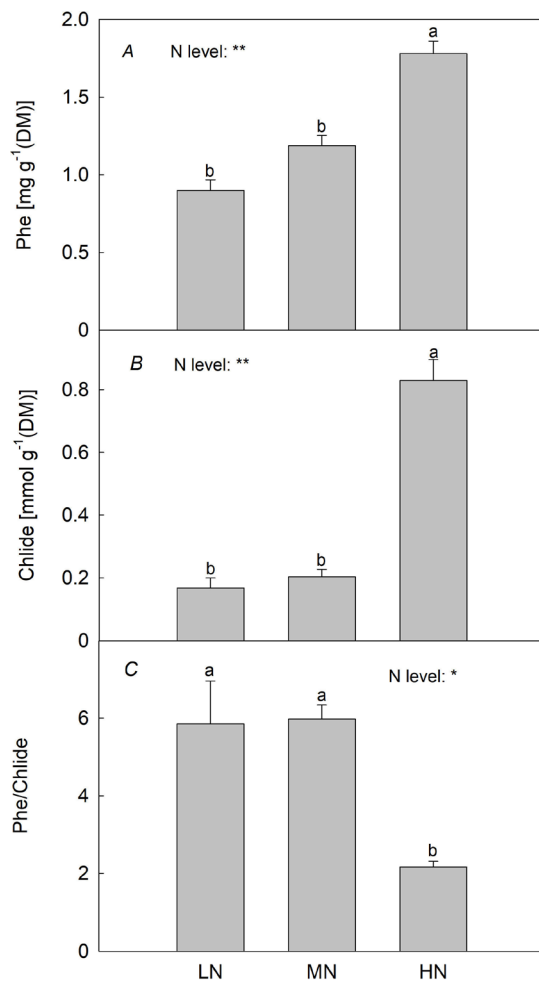 A N level: **
Phe [mg g⁻¹(DM)]
2.0
1.5
1.0
0.5
0
b
b
a
B N level: **
Chlide [mmol g⁻¹(DM)]
0.8
0.6
0.4
0.2
0
b
b
a
C N level: *
Phe/Chlide
6
4
2
0
a
a
b
LN MN HN